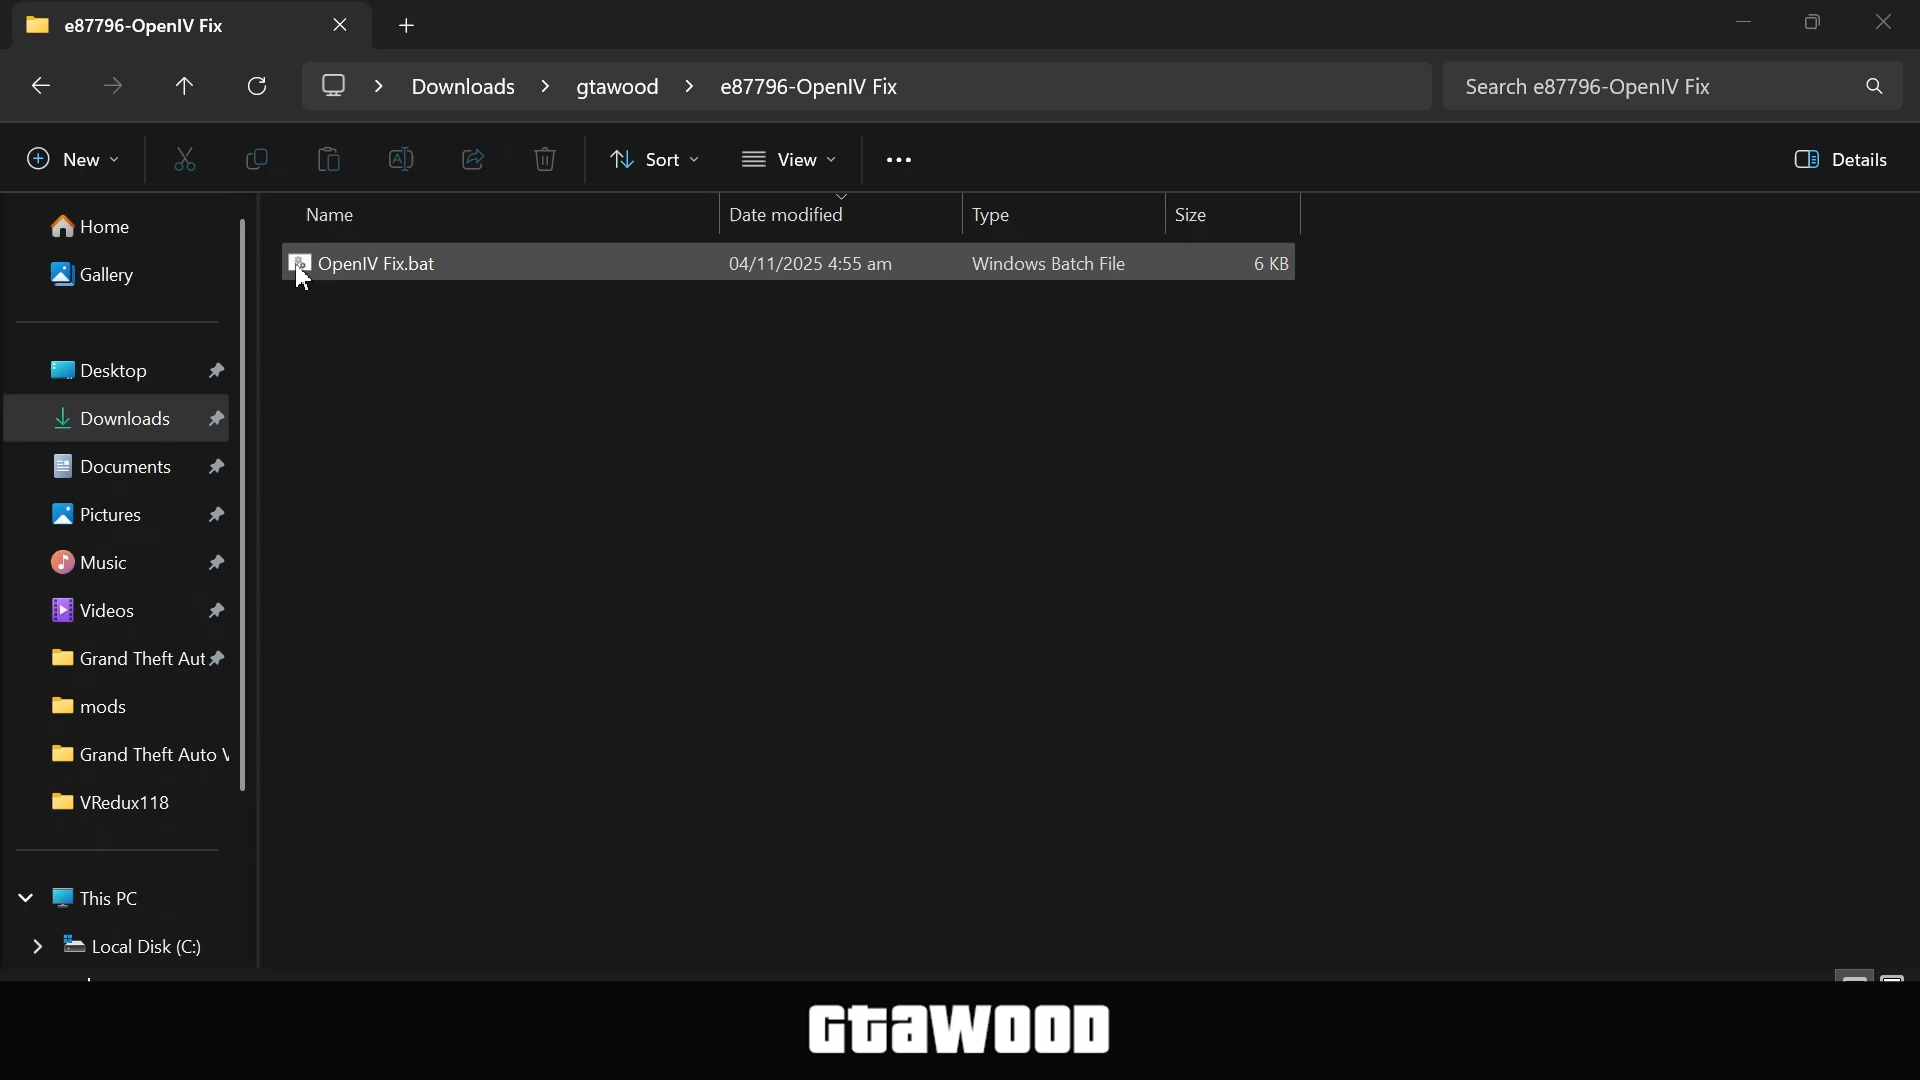 e87796-OpenIV Fix
Downloads > gtawood > e87796-OpenIV Fix
Search e87796-OpenIV Fix
New
Sort
View
Details
Name
Date modified
Type
Size
OpenIV Fix.bat
04/11/2025 4:55 am
Windows Batch File
6 KB
Home
Gallery
Desktop
Downloads
Documents
Pictures
Music
Videos
Grand Theft Aut
mods
Grand Theft Auto V
VRedux118
This PC
Local Disk (C:)
GTAWOOD